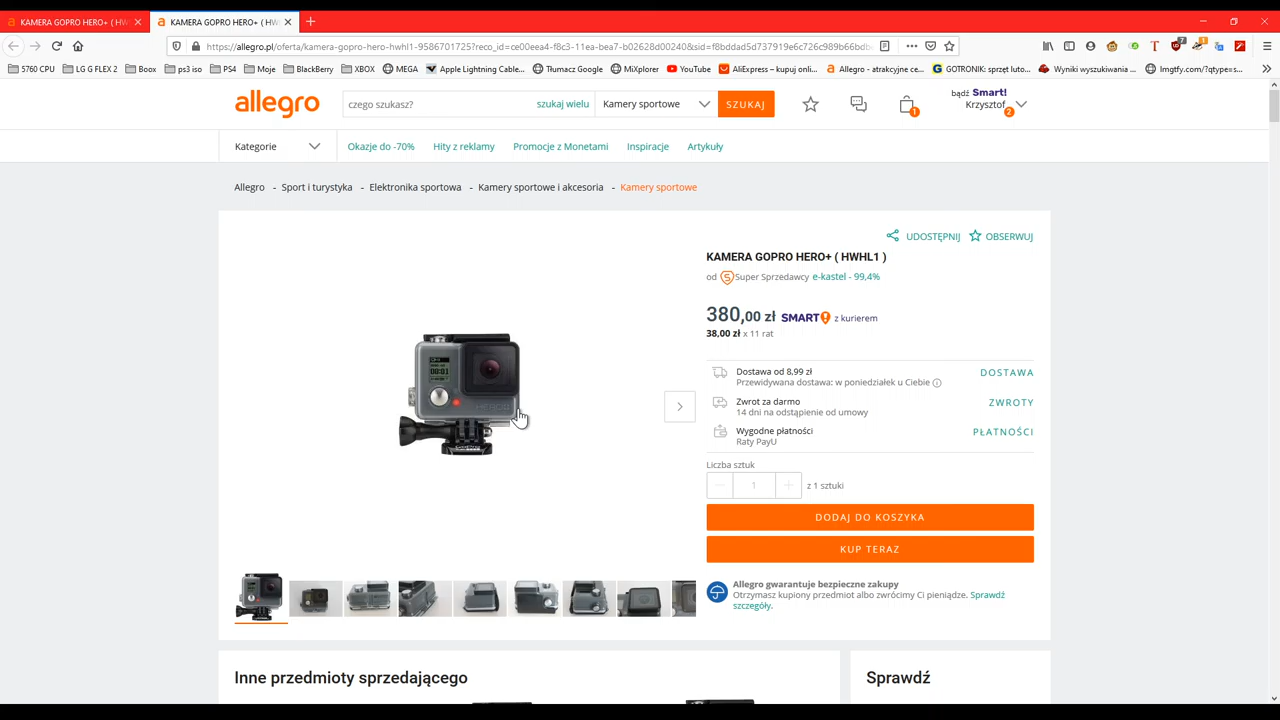 KAMERA GOPRO HERO+ ( HW
KAMERA GOPRO HERO+ ( HWH
https://allegro.pl/oferta/kamera-gopro-hero-hwhl1-9586701725?reco_id=ce00eea4-f8c3-11ea-bea7-b02628d00240&sid=f8bddad5d737919e6c726c989b66bdb
S760 CPU
LG G FLEX 2
Boox
ps3 iso
PS4
Moje
BlackBerry
XBOX
MEGA
Apple Lightning Cable...
Tłumacz Google
MiXplorer
YouTube
AliExpress – kupuj onli...
Allegro - atrakcyjne ce...
GOTRONIK: sprzęt luto...
Wyniki wyszukiwania ...
lmgtfy.com/?qtype=s...
allegro
czego szukasz?
szukaj wielu
Kamery sportowe
SZUKAJ
1
bądź Smart!
Krzysztof
2
Kategorie
Okazje do -70%
Hity z reklamy
Promocje z Monetami
Inspiracje
Artykuły
Allegro - Sport i turystyka - Elektronika sportowa - Kamery sportowe i akcesoria - Kamery sportowe
UDOSTĘPNIJ
OBSERWUJ
KAMERA GOPRO HERO+ ( HWHL1 )
od Super Sprzedawcy e-kastel - 99,4%
380,00 zł SMART! z kurierem
38,00 zł x 11 rat
Dostawa od 8,99 zł
Przewidywana dostawa: w poniedziałek u Ciebie
DOSTAWA
Zwrot za darmo
14 dni na odstąpienie od umowy
ZWROTY
Wygodne płatności
Raty PayU
PŁATNOŚCI
Liczba sztuk
1
z 1 sztuki
DODAJ DO KOSZYKA
KUP TERAZ
Allegro gwarantuje bezpieczne zakupy
Otrzymasz kupiony przedmiot albo zwrócimy Ci pieniądze. Sprawdź
szczegóły.
Inne przedmioty sprzedającego
Sprawdź